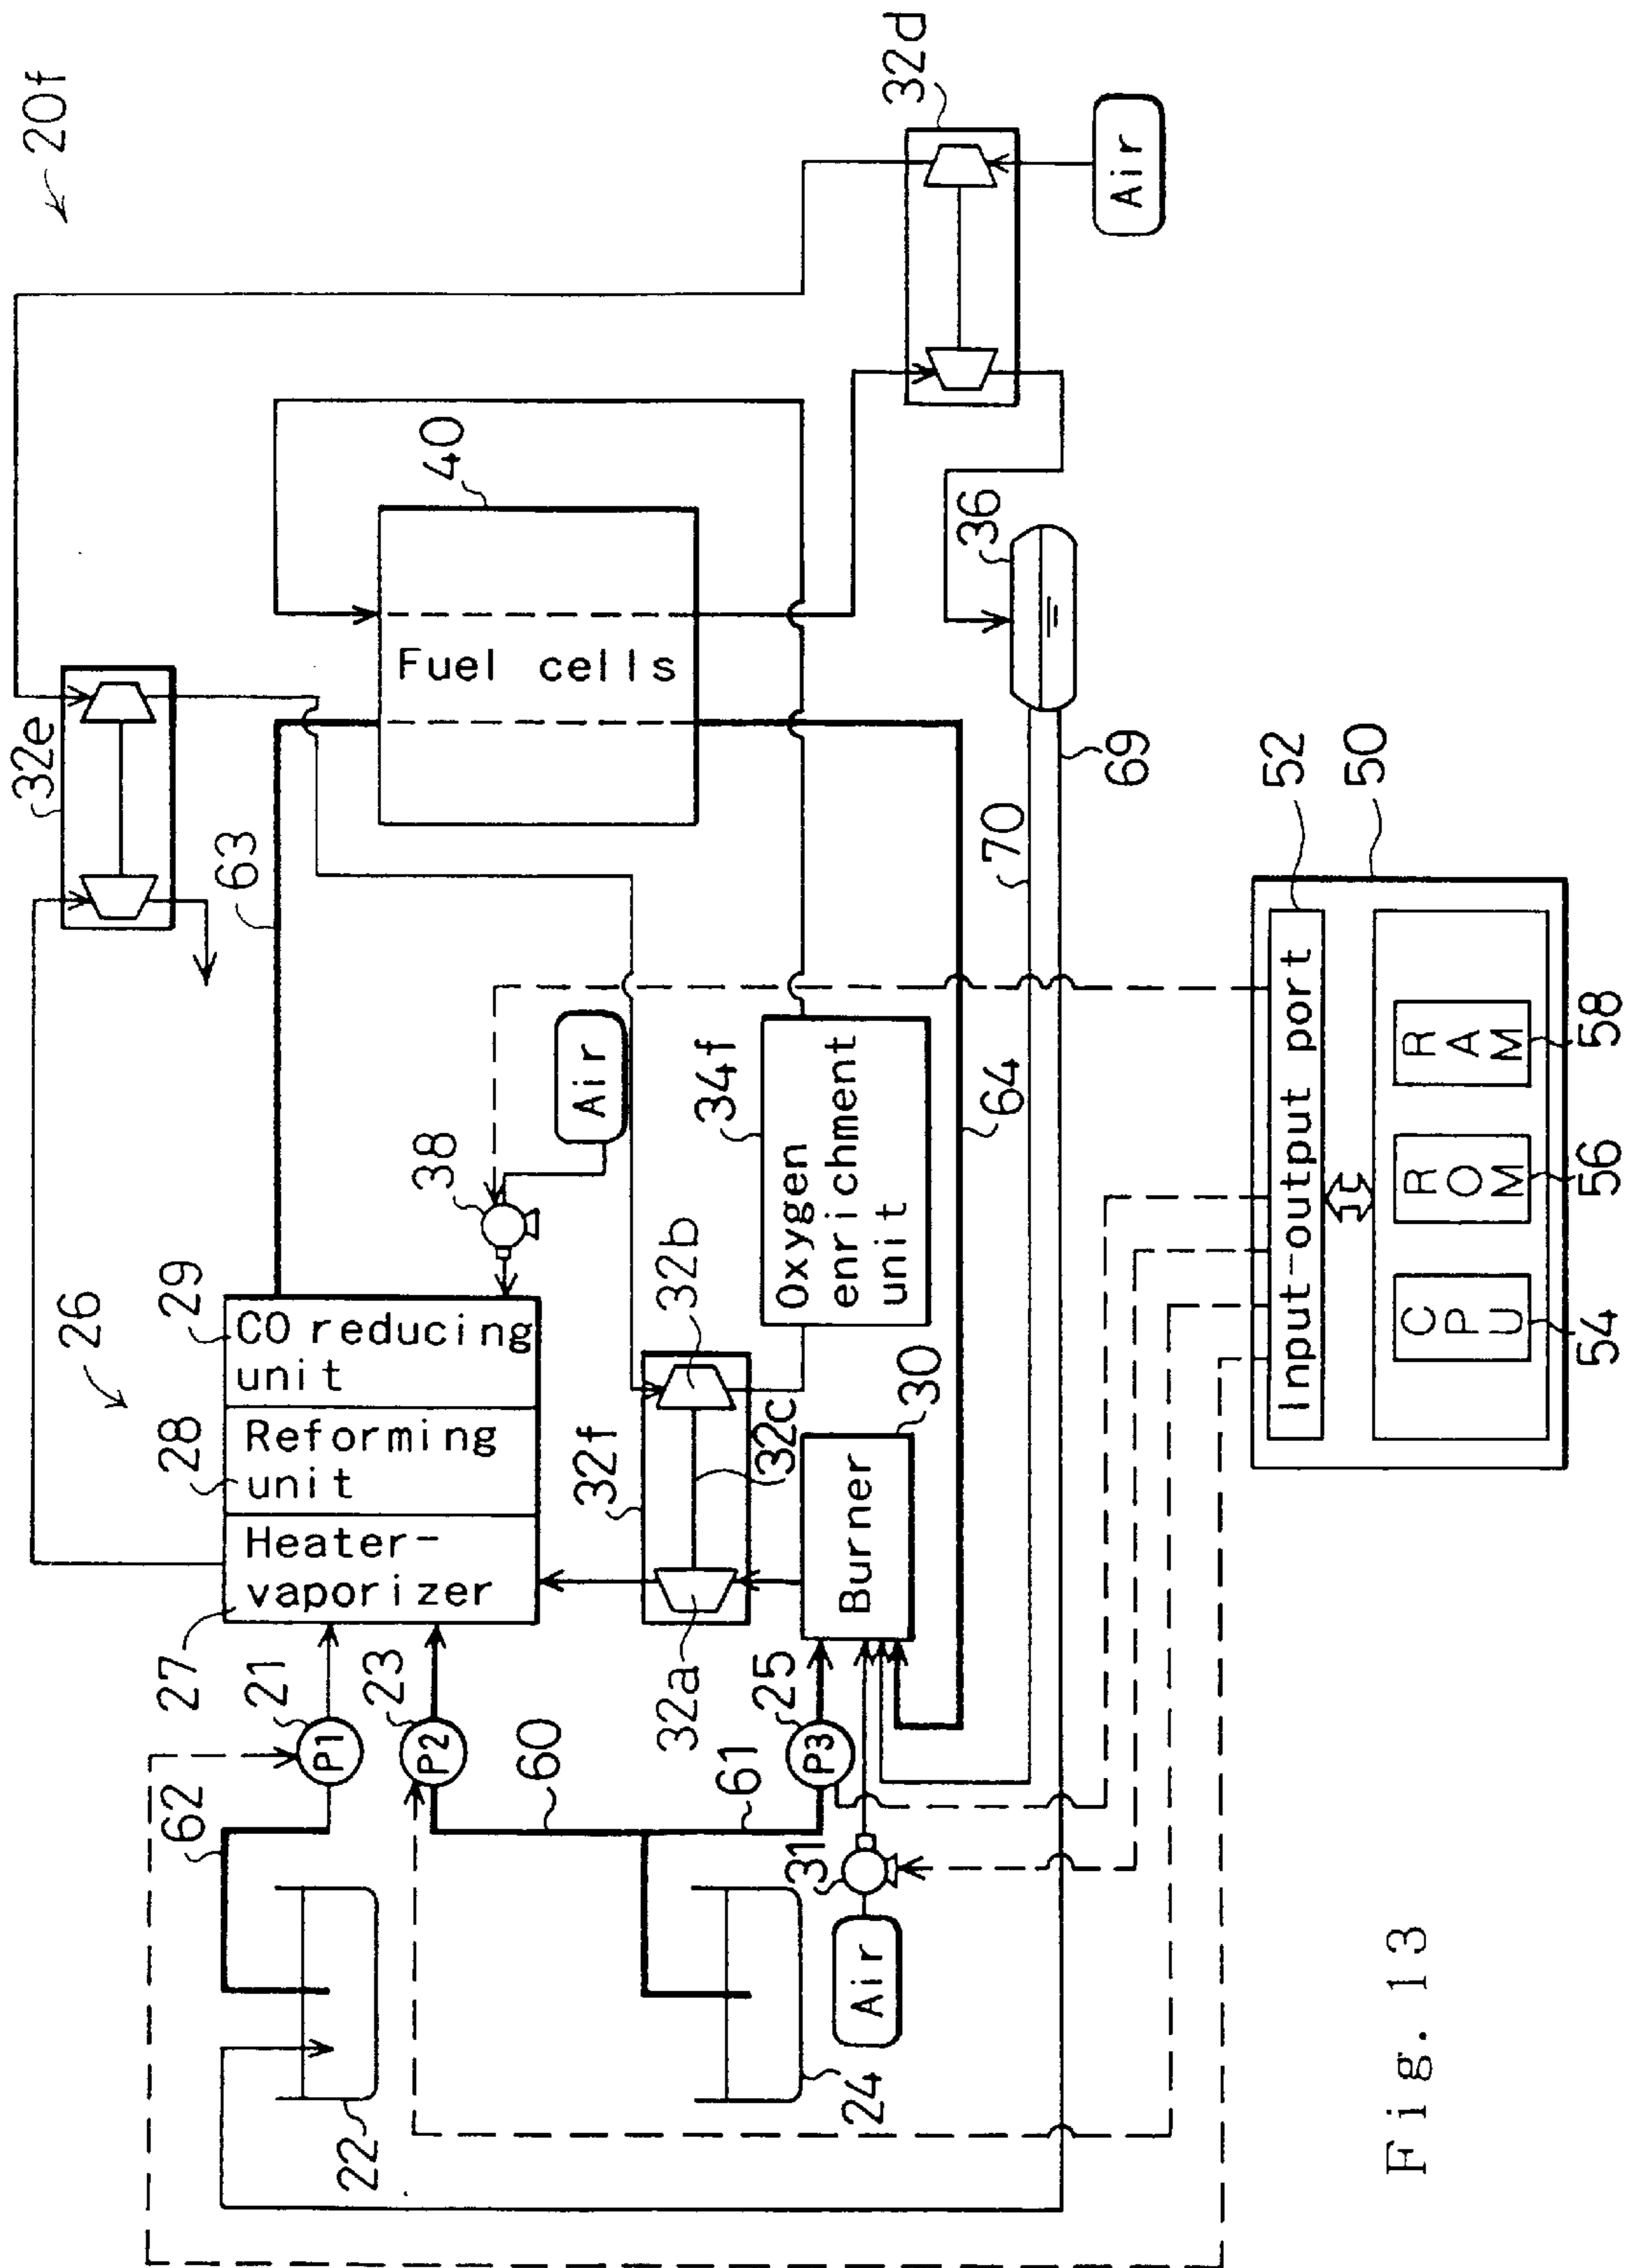 20f
32d
Air
32e
40
Fuel cells
36
63
69
70
52
50
Air
38
34f
Oxygen
enrichment
unit
64
Input-output port
RAM
58
ROM
56
CPU
54
26
29
CO reducing
unit
28
Reforming
unit
27
Heater-
vaporizer
32f
32b
32c
32a
30
Burner
21
P1
23
P2
25
P3
62
60
61
31
Air
22
24
Fig. 13